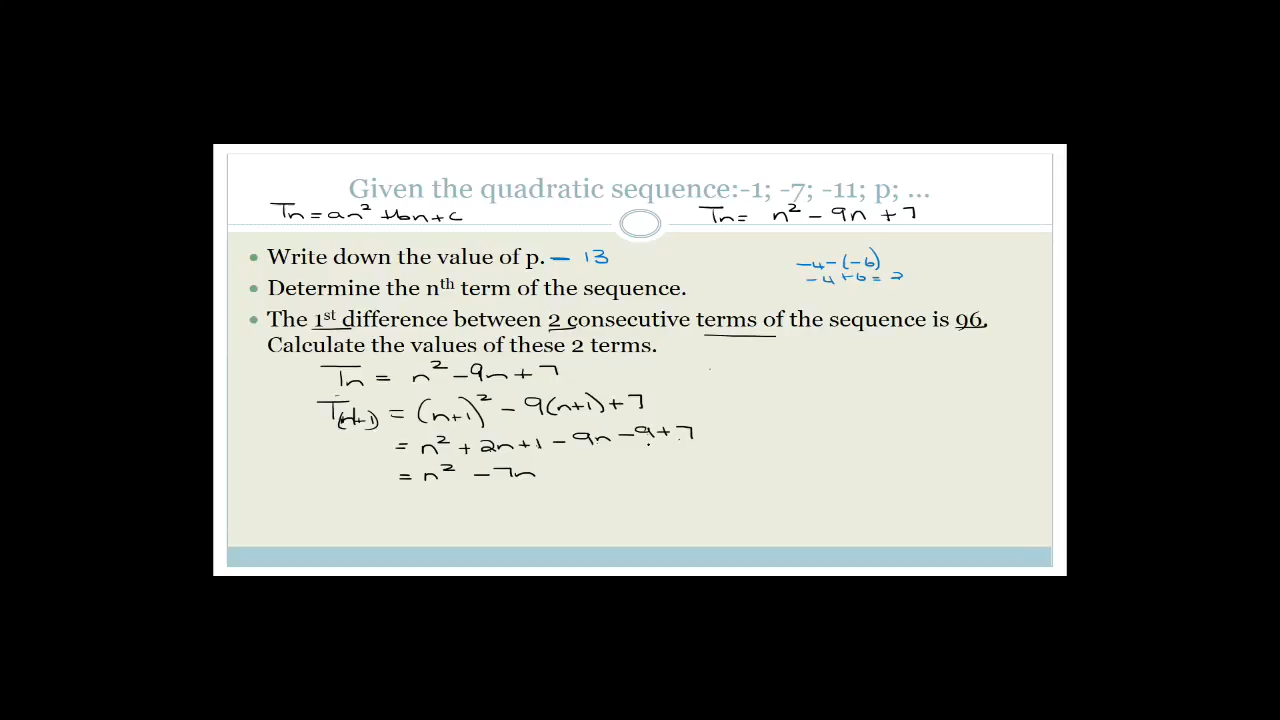 Given the quadratic sequence:-1; -7; -11; p; ...
Tn = an² + bn + c
Tn = n² - 9n + 7
• Write down the value of p. - 13
-4-(-6)
-4+6 = 2
• Determine the nth term of the sequence.
• The 1st difference between 2 consecutive terms of the sequence is 96.
Calculate the values of these 2 terms.
Tn = n² - 9n + 7
T(n+1) = (n+1)² - 9(n+1) + 7
= n² + 2n + 1 - 9n - 9 + 7
= n² - 7n